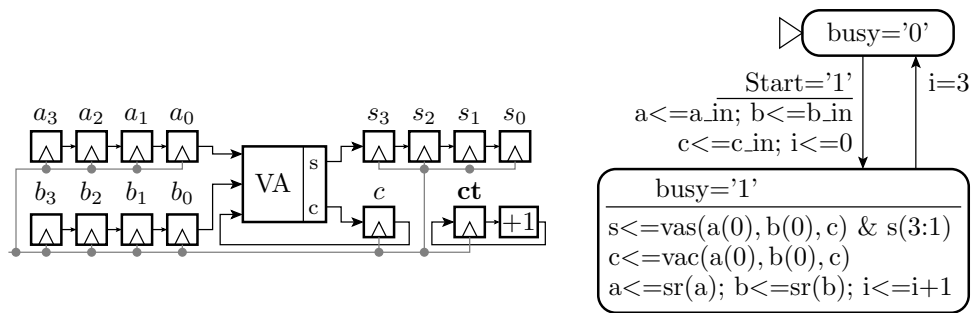 a₃ a₂ a₁ a₀
s₃ s₂ s₁ s₀
VA
s
c
b₃ b₂ b₁ b₀
c
ct
+1
busy='0'
Start='1'
a<=a_in; b<=b_in
c<=c_in; i<=0
i=3
busy='1'
s<=vas(a(0), b(0), c) & s(3:1)
c<=vac(a(0), b(0), c)
a<=sr(a); b<=sr(b); i<=i+1